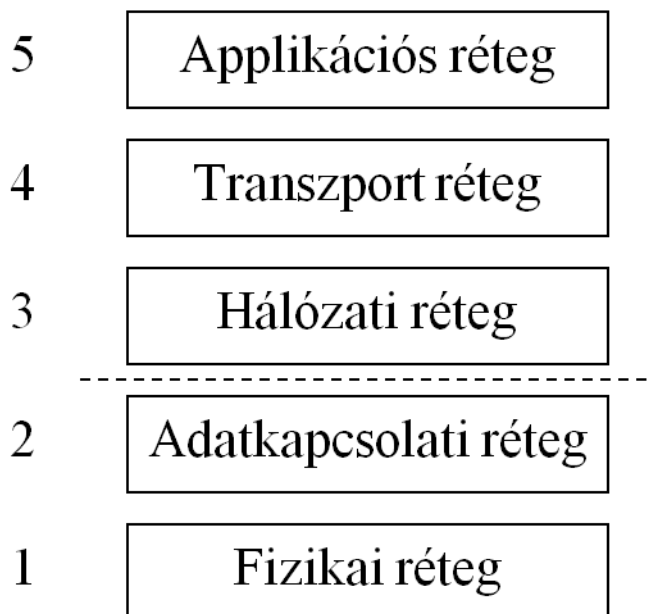 5 Applikációs réteg
4 Transzport réteg
3 Hálózati réteg
2 Adatkapcsolati réteg
1 Fizikai réteg